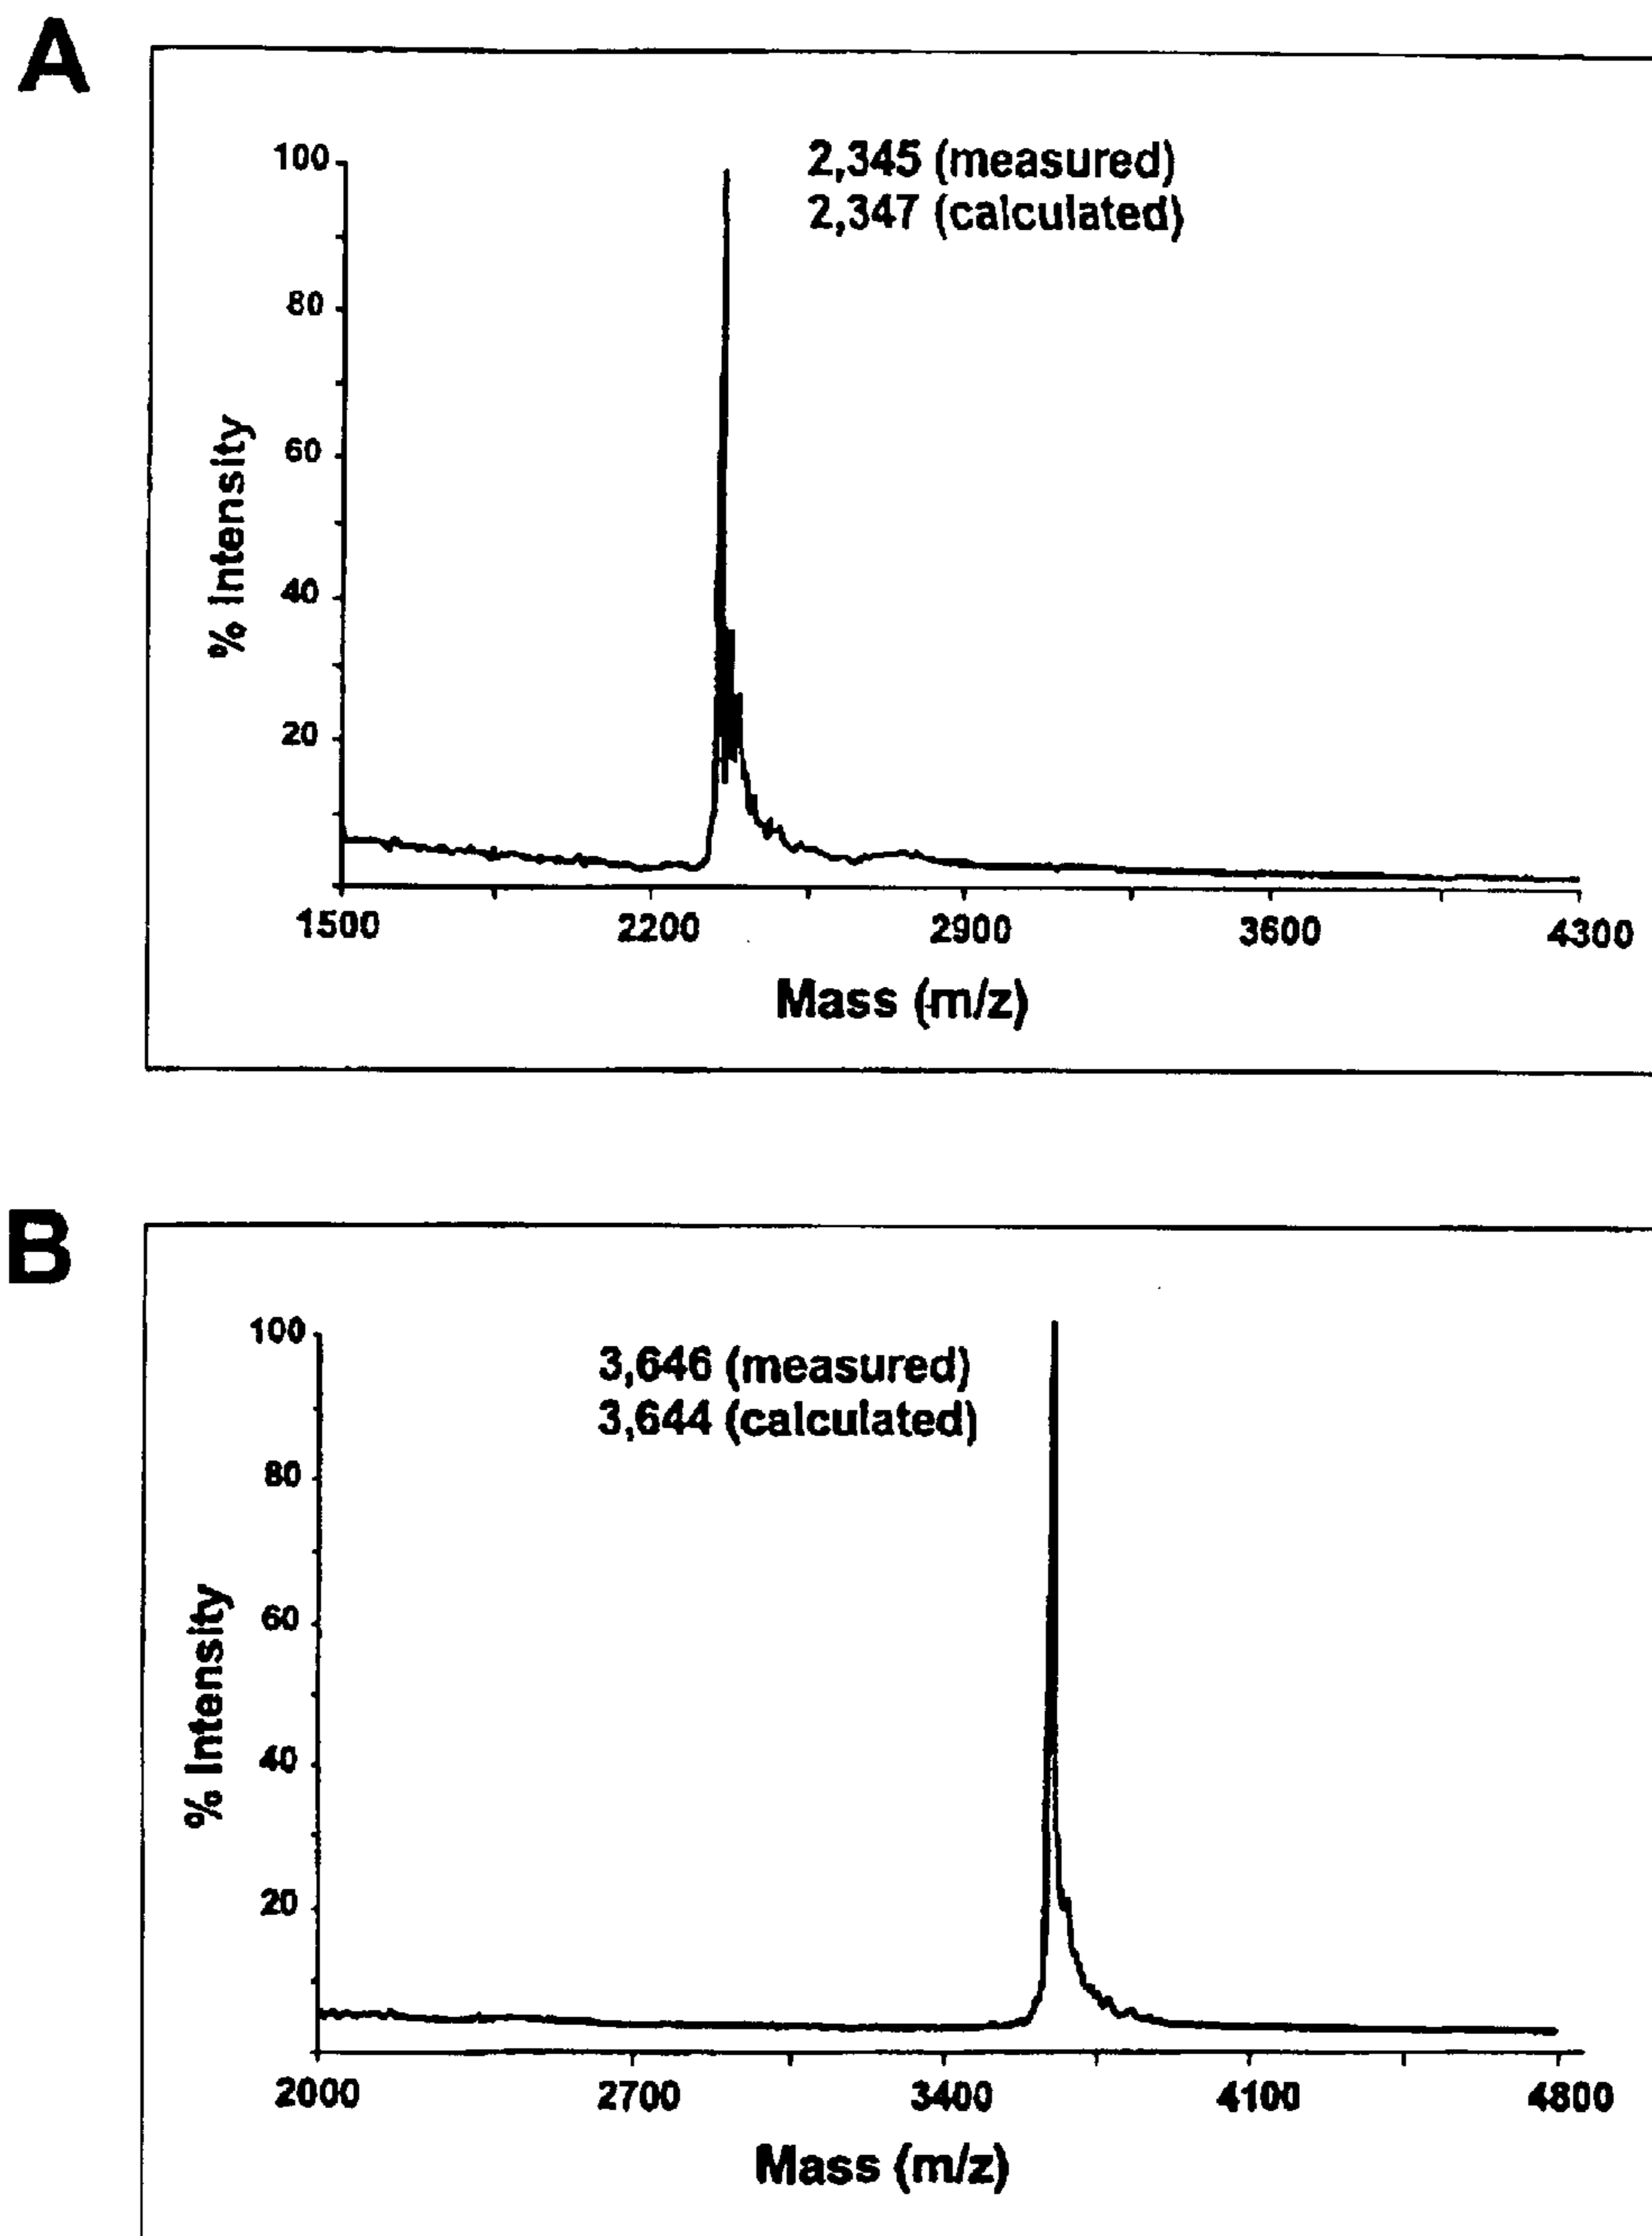 A
2,345 (measured)
2,347 (calculated)
100
80
60
40
20
% Intensity
1500 2200 2900 3600 4300
Mass (m/z)
B
3,646 (measured)
3,644 (calculated)
100
80
60
40
20
% Intensity
2000 2700 3400 4100 4800
Mass (m/z)